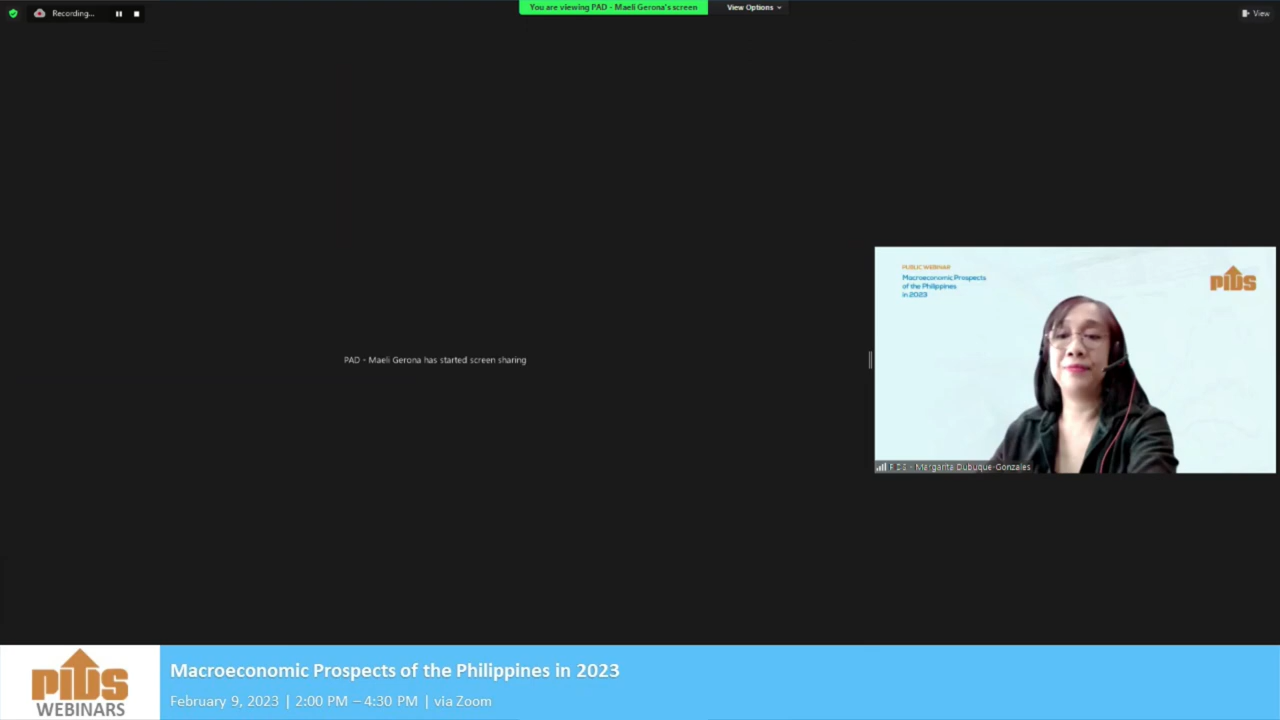 Recording...
You are viewing PAD - Maeli Gerona's screen
View Options
View
PAD - Maeli Gerona has started screen sharing
PUBLIC WEBINAR
Macroeconomic Prospects
of the Philippines
in 2023
PIDS
PIDS - Margarita Dubuque-Gonzales
PIDS
WEBINARS
Macroeconomic Prospects of the Philippines in 2023
February 9, 2023 | 2:00 PM – 4:30 PM | via Zoom